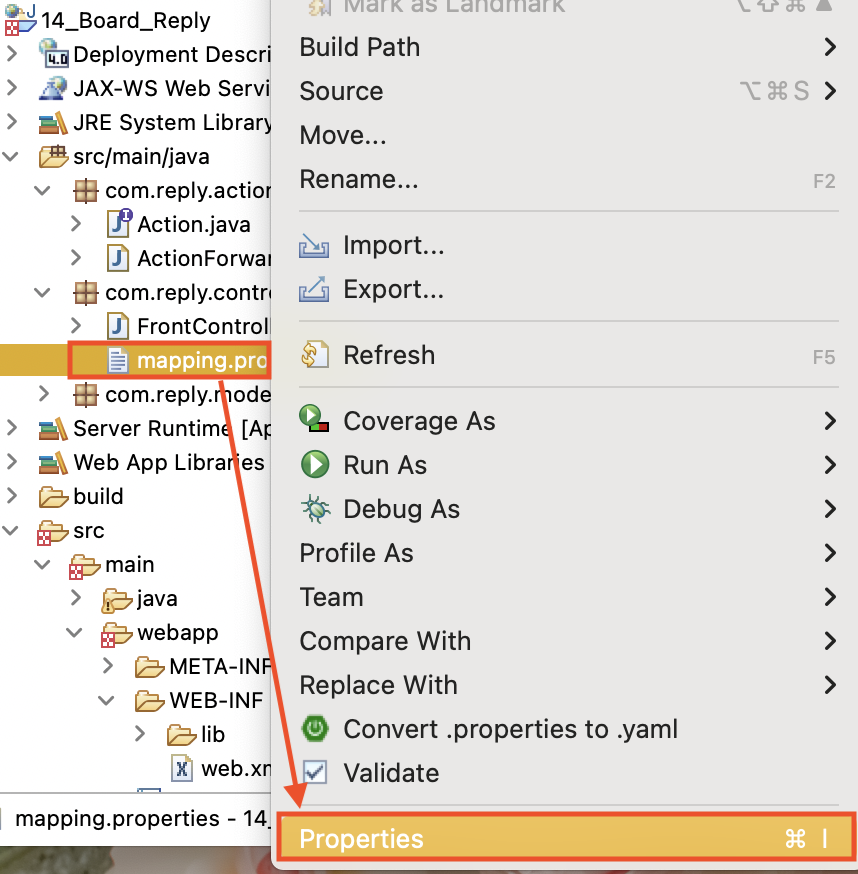 14_Board_Reply
Deployment Descri
JAX-WS Web Servi
JRE System Library
src/main/java
com.reply.action
Action.java
ActionForwar
com.reply.contro
FrontControl
mapping.pro
com.reply.mode
Server Runtime [Ap
Web App Libraries
build
src
main
java
webapp
META-INF
WEB-INF
lib
web.xm
mapping.properties - 14_
Mark as Landmark ⌥⇧⌘▲
Build Path
Source ⌥⌘S
Move...
Rename... F2
Import...
Export...
Refresh F5
Coverage As
Run As
Debug As
Profile As
Team
Compare With
Replace With
Convert .properties to .yaml
Validate
Properties ⌘ I